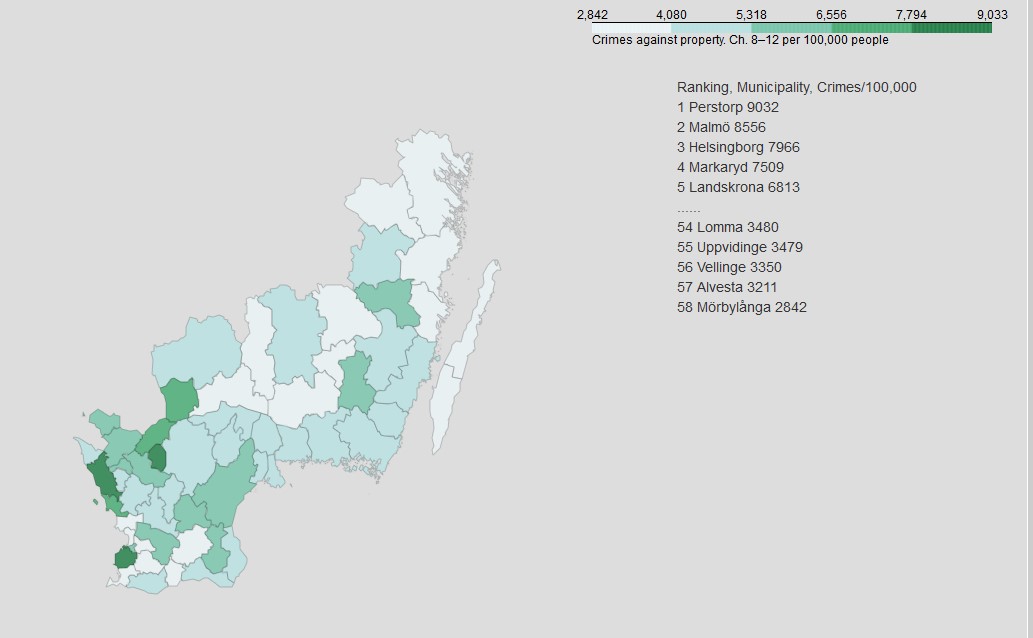 2,842 4,080 5,318 6,556 7,794 9,033
Crimes against property. Ch. 8–12 per 100,000 people
Ranking, Municipality, Crimes/100,000
1 Perstorp 9032
2 Malmö 8556
3 Helsingborg 7966
4 Markaryd 7509
5 Landskrona 6813
......
54 Lomma 3480
55 Uppvidinge 3479
56 Vellinge 3350
57 Alvesta 3211
58 Mörbylånga 2842